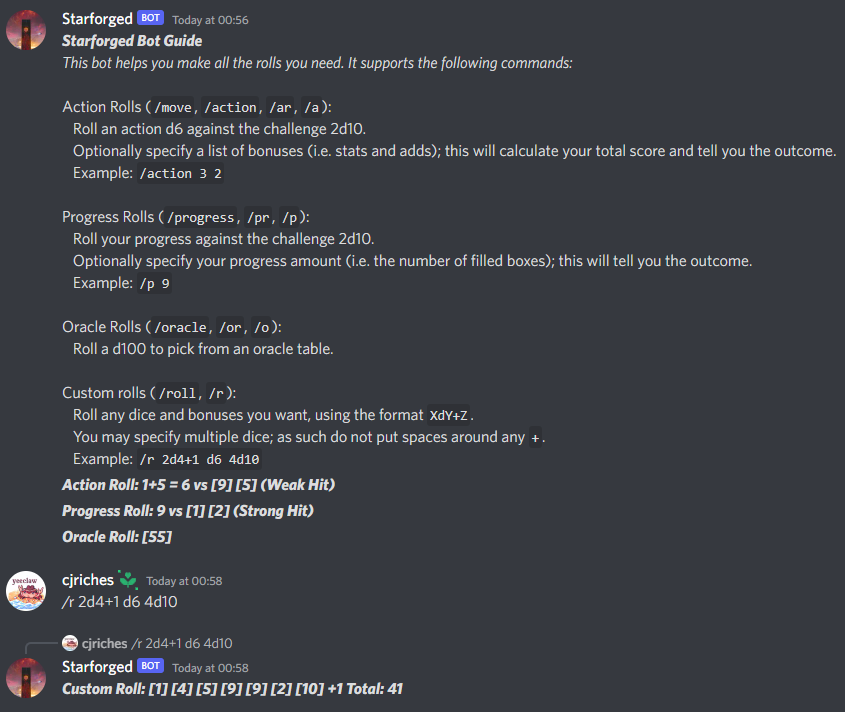 Starforged BOT Today at 00:56
Starforged Bot Guide
This bot helps you make all the rolls you need. It supports the following commands:
Action Rolls ( /move, /action, /ar, /a ):
Roll an action d6 against the challenge 2d10.
Optionally specify a list of bonuses (i.e. stats and adds); this will calculate your total score and tell you the outcome.
Example: /action 3 2
Progress Rolls ( /progress, /pr, /p ):
Roll your progress against the challenge 2d10.
Optionally specify your progress amount (i.e. the number of filled boxes); this will tell you the outcome.
Example: /p 9
Oracle Rolls ( /oracle, /or, /o ):
Roll a d100 to pick from an oracle table.
Custom rolls ( /roll, /r ):
Roll any dice and bonuses you want, using the format XdY+Z.
You may specify multiple dice; as such do not put spaces around any +.
Example: /r 2d4+1 d6 4d10
Action Roll: 1+5 = 6 vs [9] [5] (Weak Hit)
Progress Roll: 9 vs [1] [2] (Strong Hit)
Oracle Roll: [55]
yeeclaw
cjriches Today at 00:58
/r 2d4+1 d6 4d10
cjriches /r 2d4+1 d6 4d10
Starforged BOT Today at 00:58
Custom Roll: [1] [4] [5] [9] [9] [2] [10] +1 Total: 41